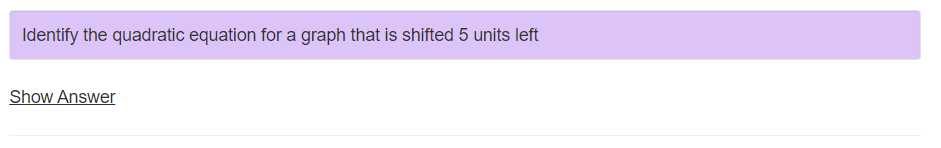 Identify the quadratic equation for a graph that is shifted 5 units left
Show Answer